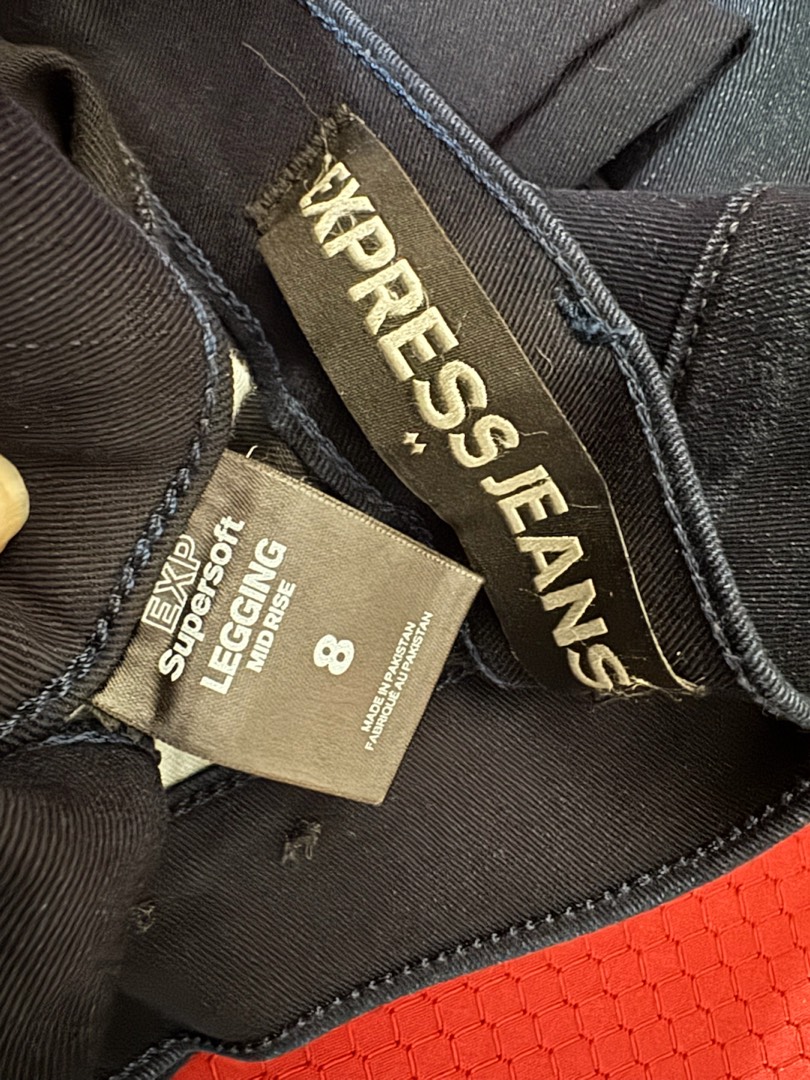 EXPRESS JEANS
EXP
Supersoft
LEGGING
MID RISE
8
MADE IN PAKISTAN
FABRIQUÉ AU PAKISTAN